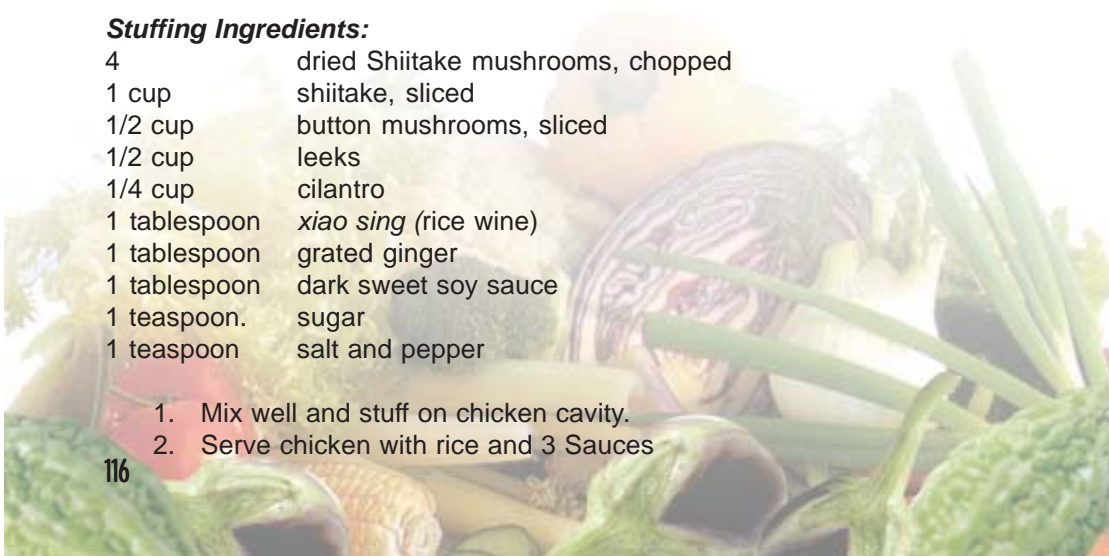 Stuffing Ingredients:
4 dried Shiitake mushrooms, chopped
1 cup shiitake, sliced
1/2 cup button mushrooms, sliced
1/2 cup leeks
1/4 cup cilantro
1 tablespoon xiao sing (rice wine)
1 tablespoon grated ginger
1 tablespoon dark sweet soy sauce
1 teaspoon. sugar
1 teaspoon salt and pepper
1. Mix well and stuff on chicken cavity.
2. Serve chicken with rice and 3 Sauces
116